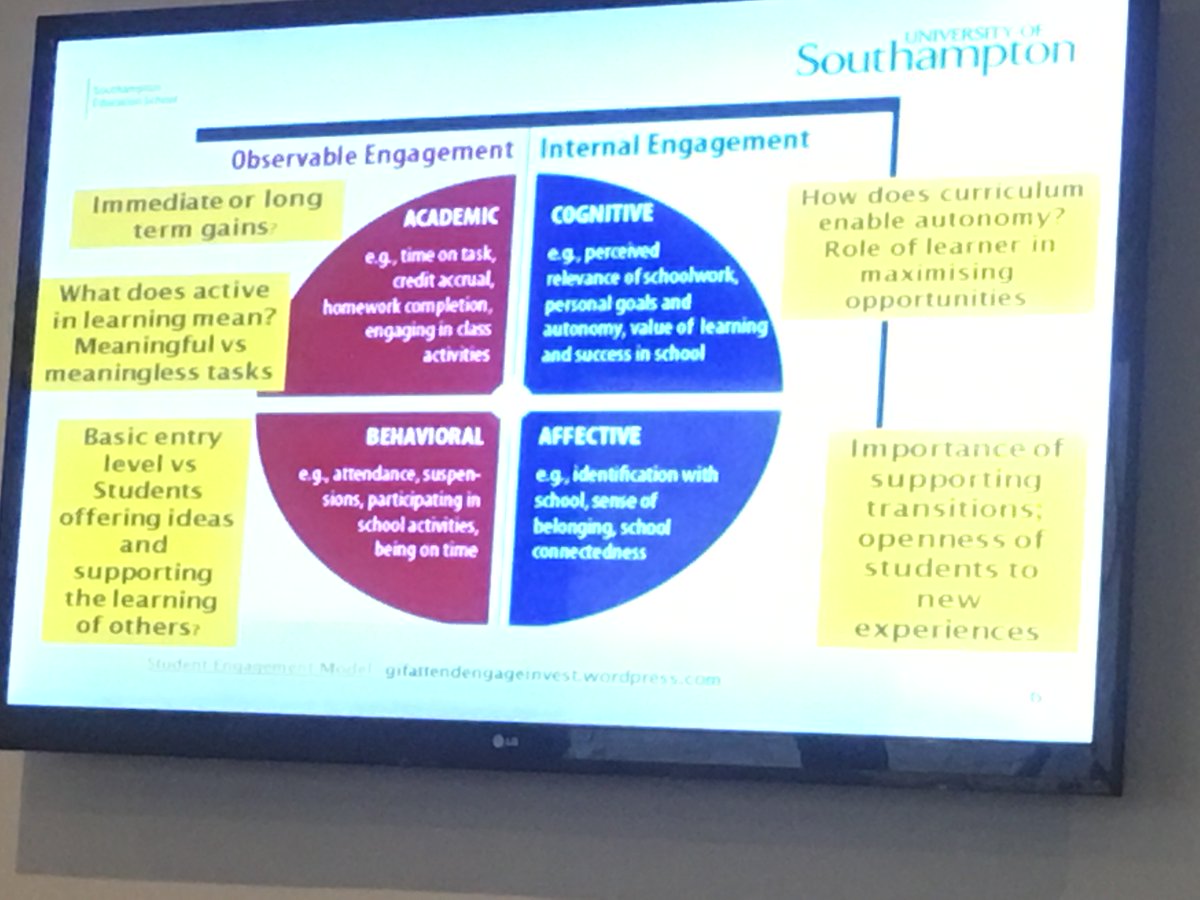 UNIVERSITY OF
Southampton
Southampton
Education School
Observable Engagement
Internal Engagement
Immediate or long
term gains?
What does active
in learning mean?
Meaningful vs
meaningless tasks
ACADEMIC
e.g., time on task,
credit accrual,
homework completion,
engaging in class
activities
COGNITIVE
e.g., perceived
relevance of schoolwork,
personal goals and
autonomy, value of learning
and success in school
How does curriculum
enable autonomy?
Role of learner in
maximising
opportunities
Basic entry
level vs
Students
offering ideas
and
supporting
the learning
of others?
BEHAVIORAL
e.g., attendance, suspen-
sions, participating in
school activities,
being on time
AFFECTIVE
e.g., identification with
school, sense of
belonging, school
connectedness
Importance of
supporting
transitions;
openness of
students to
new
experiences
Student Engagement Model gifattendengageinvest.wordpress.com
6
LG